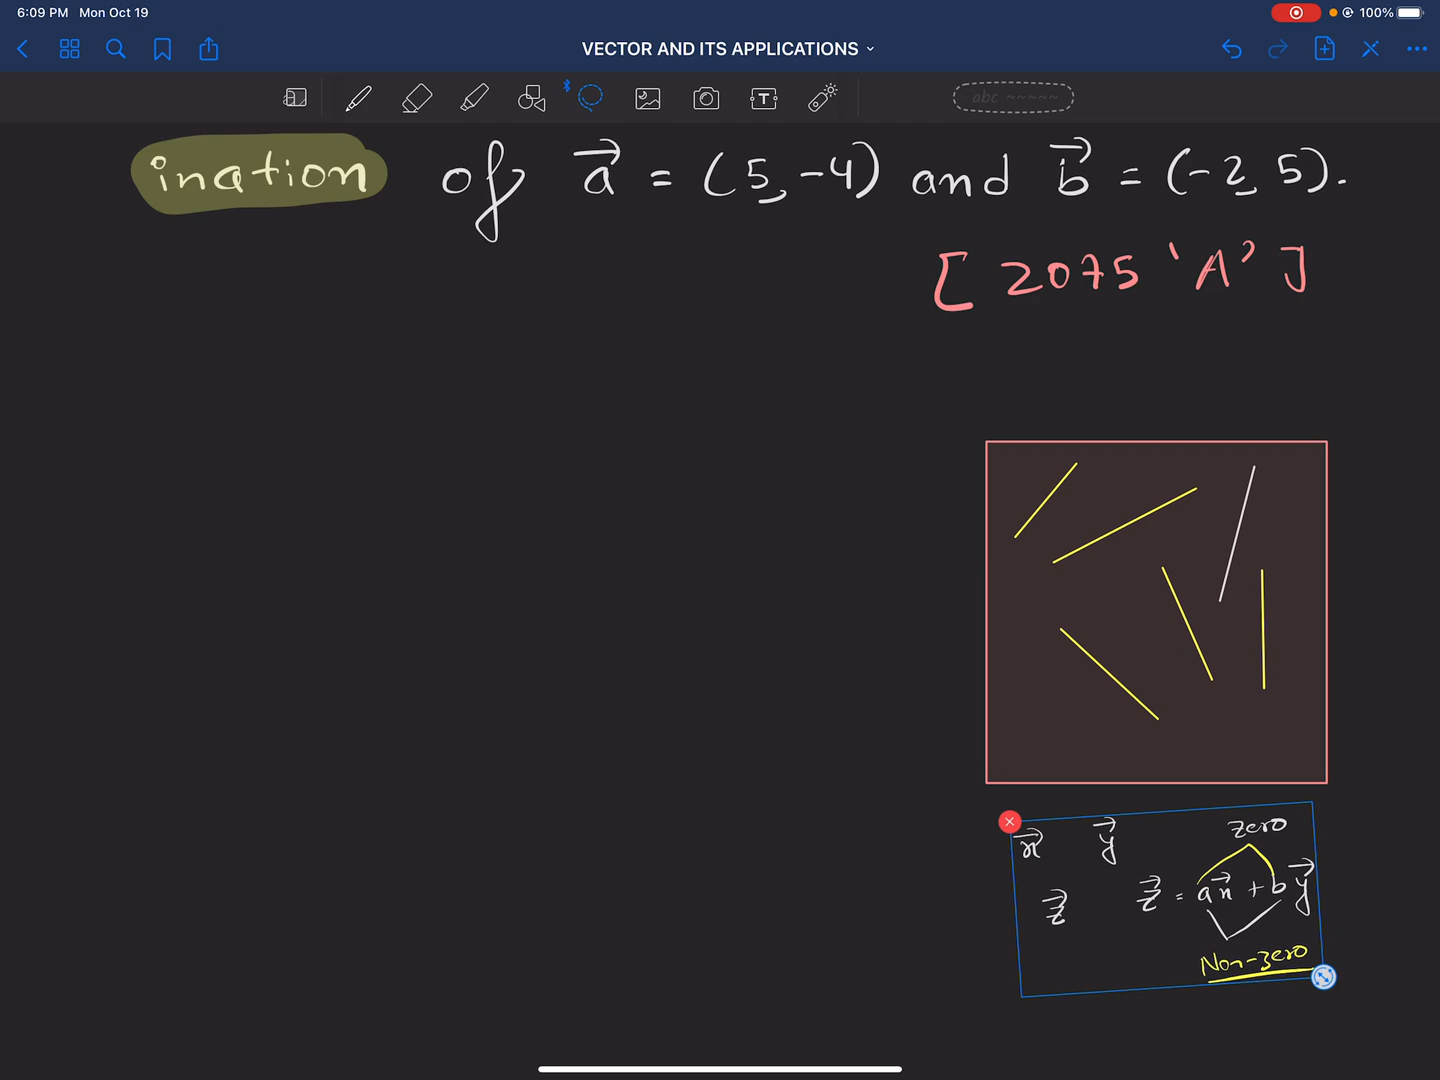 6:09 PM Mon Oct 19
100%
VECTOR AND ITS APPLICATIONS
abc
ination of a⃗ = (5, -4) and b⃗ = (-2, 5).
[ 2075 'A' ]
zero
x⃗ y⃗
z⃗ z⃗ = ax⃗ + by⃗
Non-zero